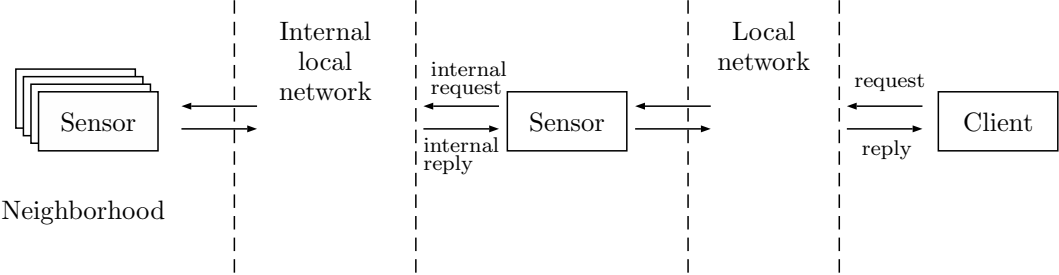 Internal
local
network
Local
network
internal
request
request
Sensor
Sensor
Client
internal
reply
reply
Neighborhood